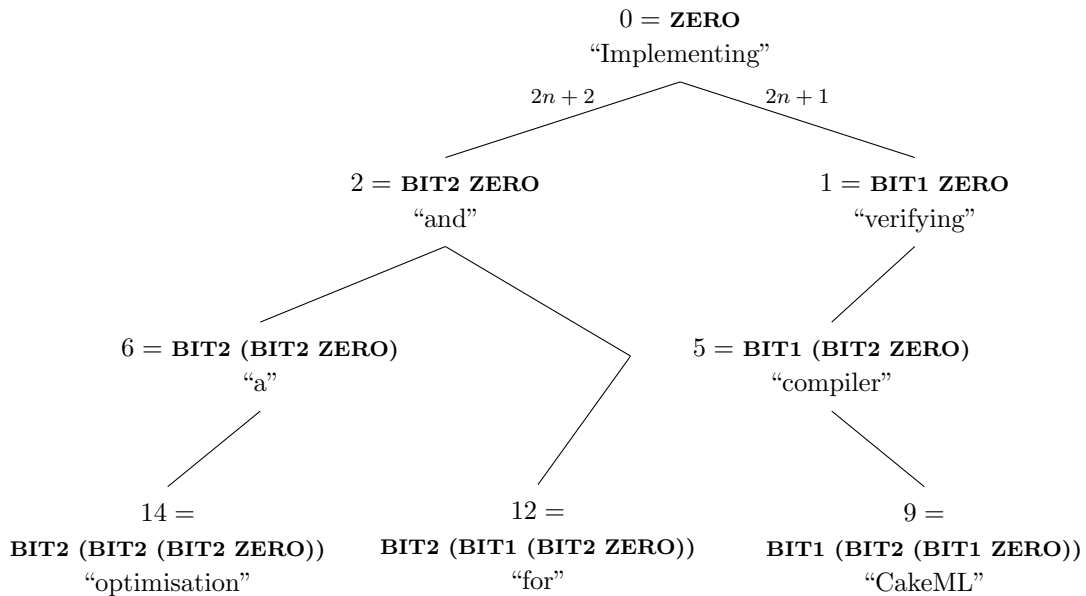 0 = ZERO
“Implementing”
2n + 2
2n + 1
2 = BIT2 ZERO
“and”
1 = BIT1 ZERO
“verifying”
6 = BIT2 (BIT2 ZERO)
“a”
5 = BIT1 (BIT2 ZERO)
“compiler”
14 =
BIT2 (BIT2 (BIT2 ZERO))
“optimisation”
12 =
BIT2 (BIT1 (BIT2 ZERO))
“for”
9 =
BIT1 (BIT2 (BIT1 ZERO))
“CakeML”